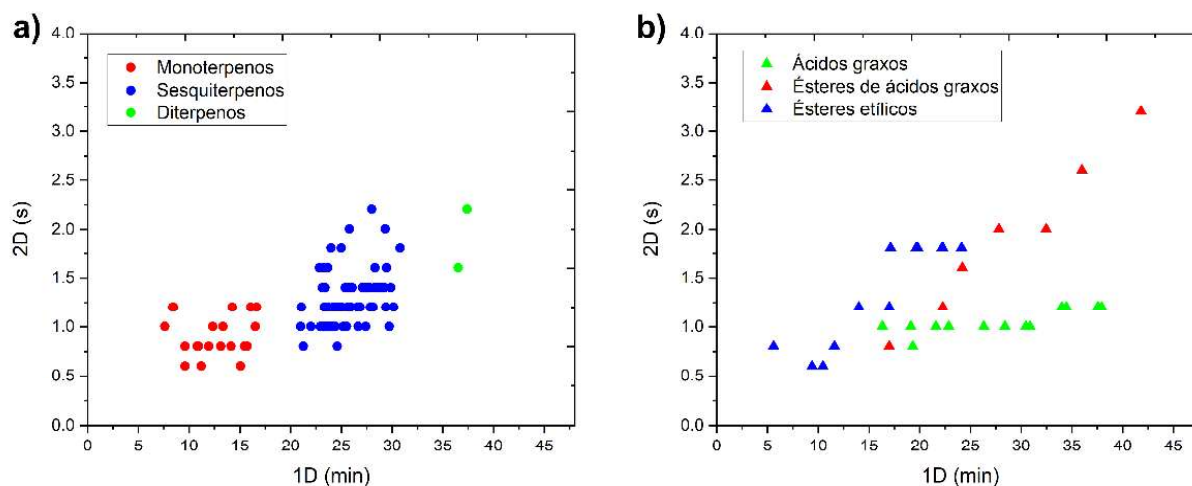 a)
Monoterpenos
Sesquiterpenos
Diterpenos
4.0
3.5
3.0
2.5
2.0
1.5
1.0
0.5
0.0
2D (s)
0 5 10 15 20 25 30 35 40 45
1D (min)
b)
Ácidos graxos
Ésteres de ácidos graxos
Ésteres etílicos
4.0
3.5
3.0
2.5
2.0
1.5
1.0
0.5
0.0
2D (s)
0 5 10 15 20 25 30 35 40 45
1D (min)